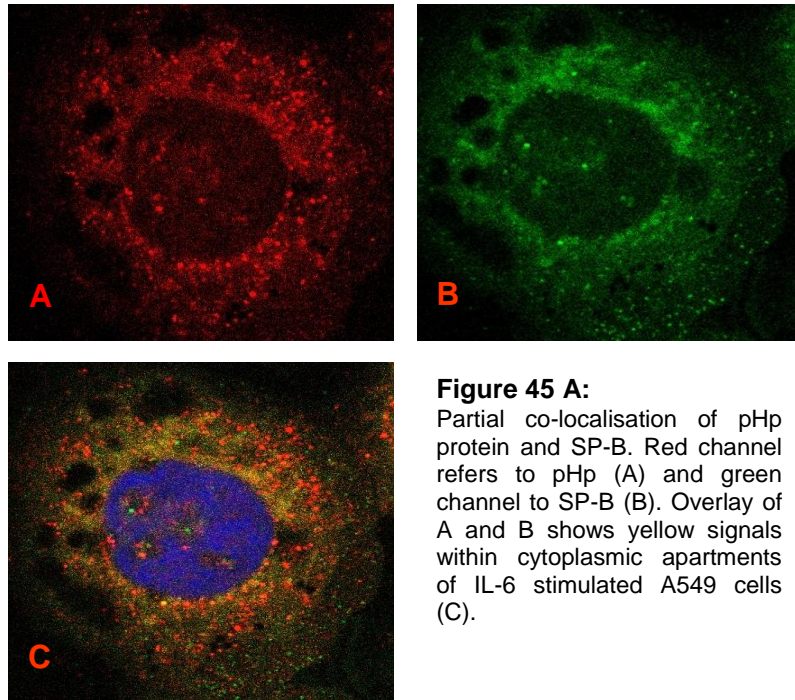 A
B
C
Figure 45 A:
Partial co-localisation of pHp
protein and SP-B. Red channel
refers to pHp (A) and green
channel to SP-B (B). Overlay of
A and B shows yellow signals
within cytoplasmic apartments
of IL-6 stimulated A549 cells
(C).